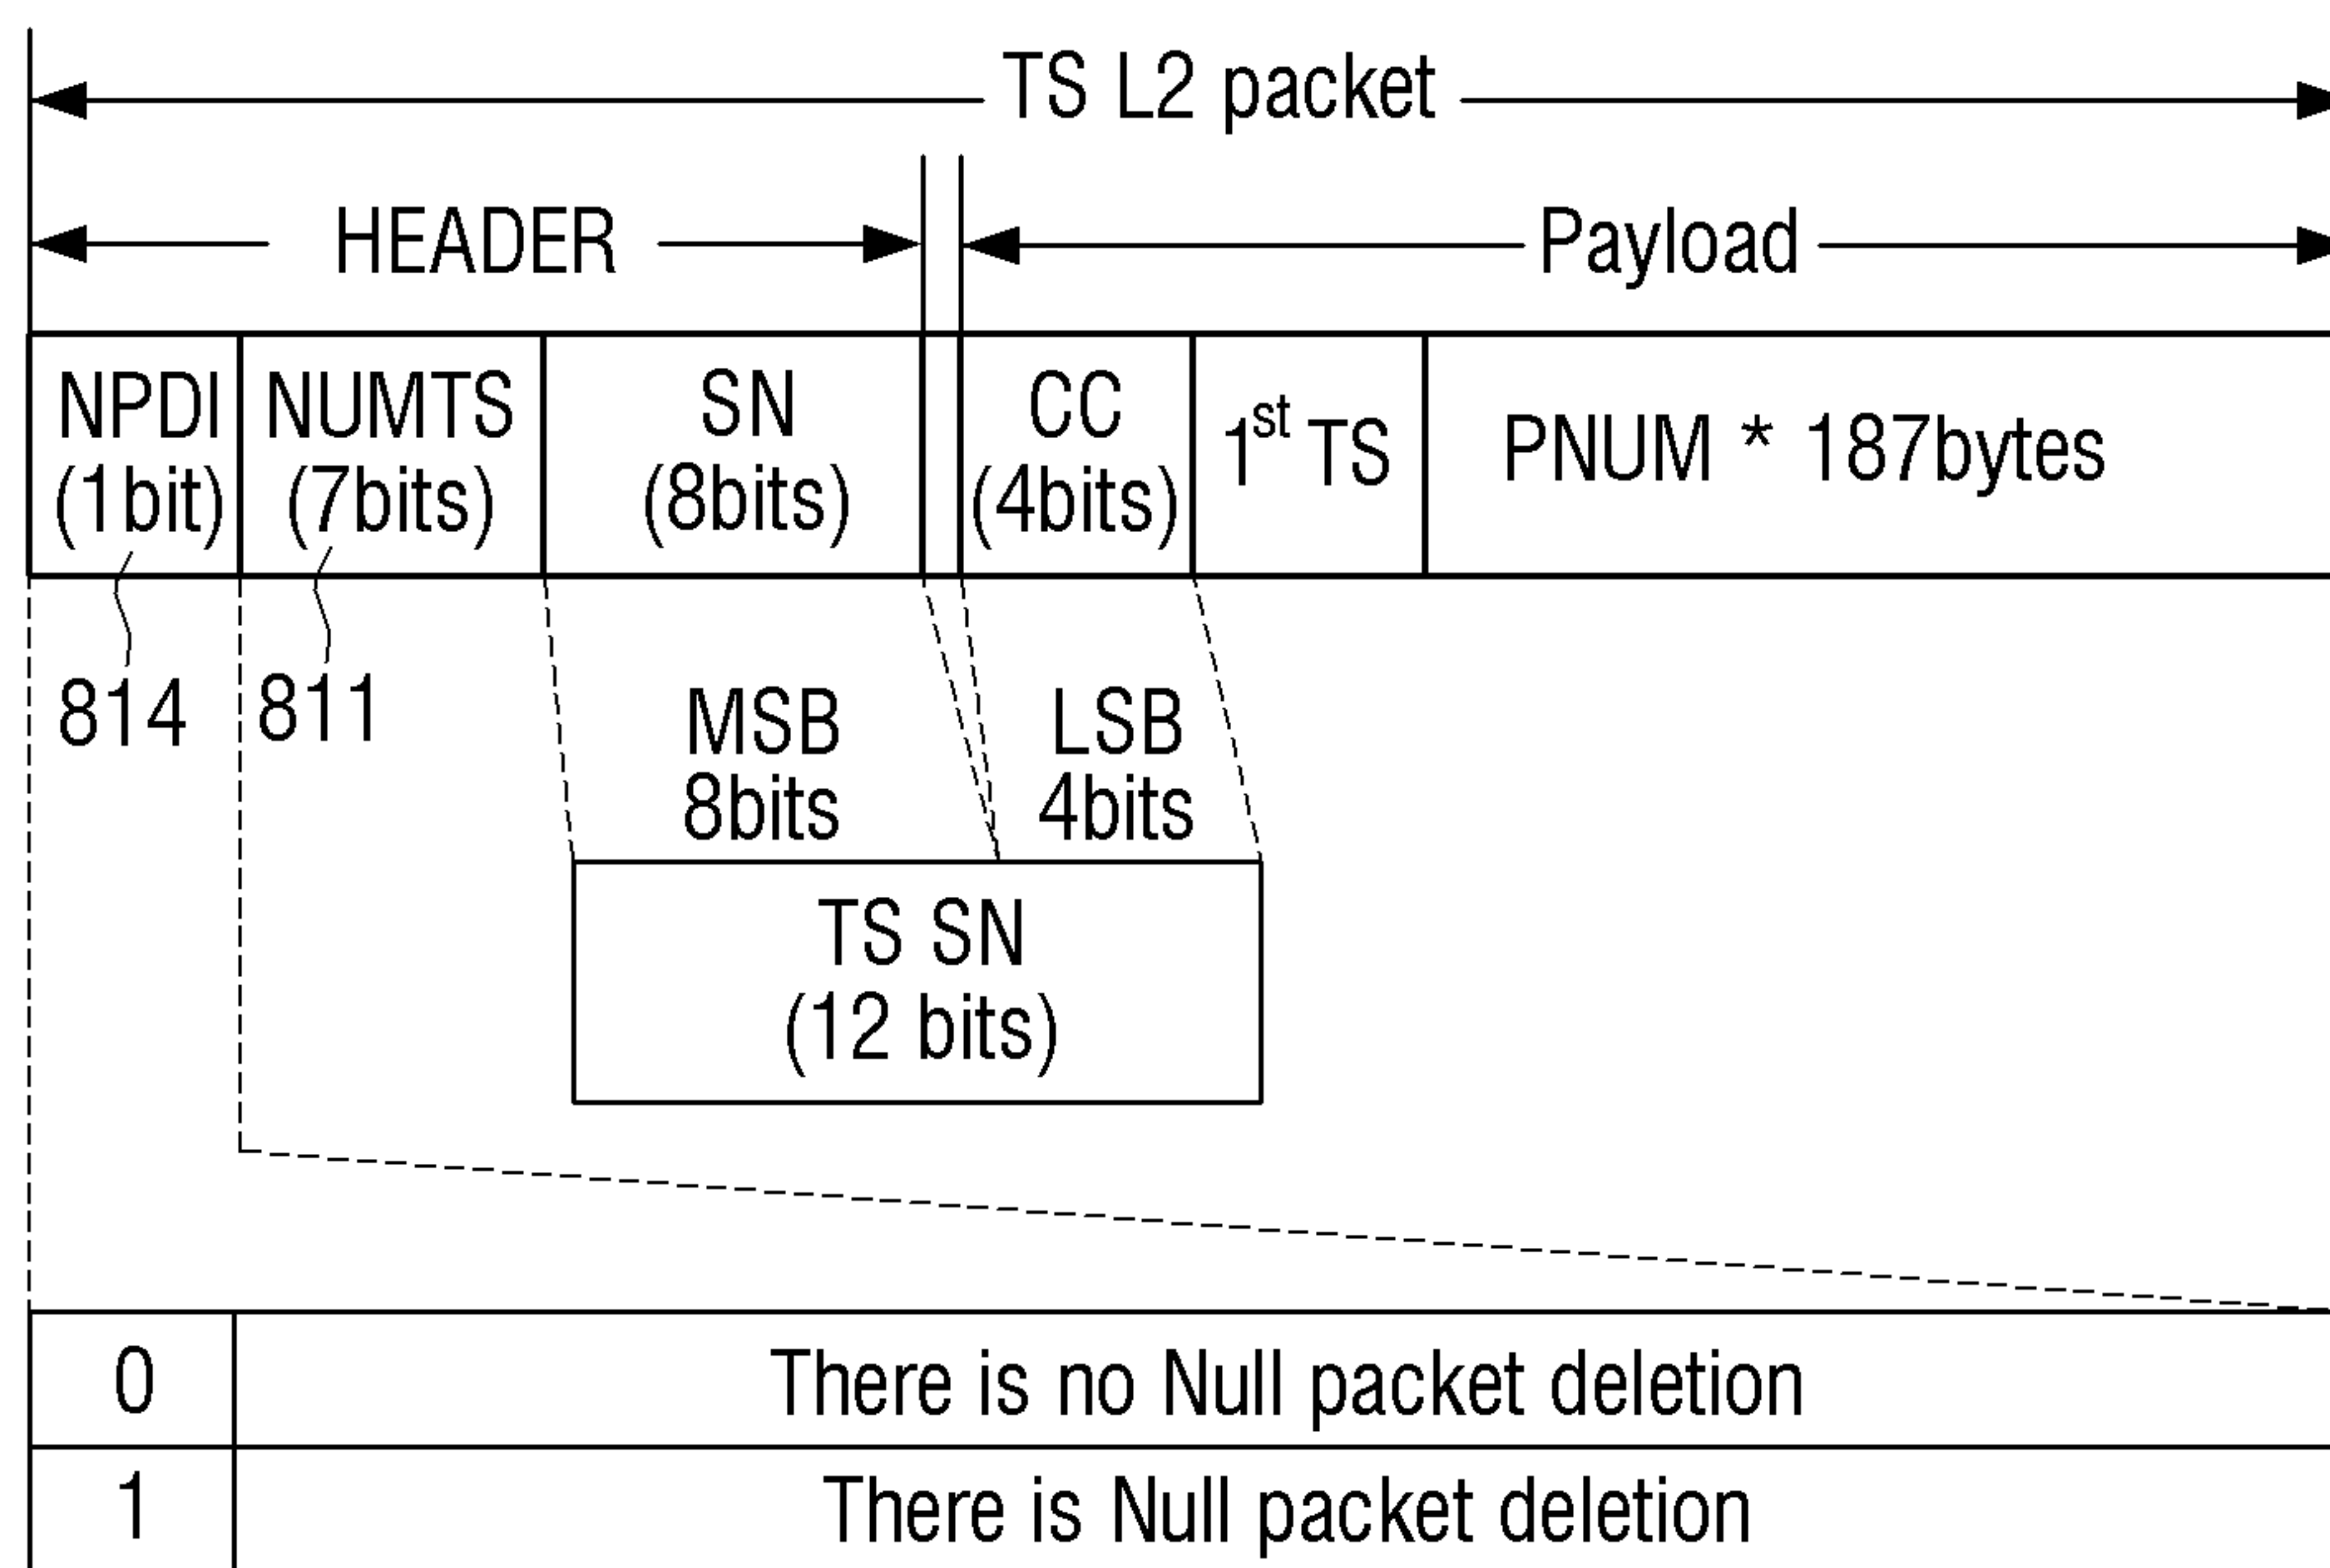 TS L2 packet
HEADER
Payload
NPDI
(1bit)
NUMTS
(7bits)
SN
(8bits)
CC
(4bits)
1st TS
PNUM * 187bytes
814
811
MSB
8bits
LSB
4bits
TS SN
(12 bits)
0
There is no Null packet deletion
1
There is Null packet deletion